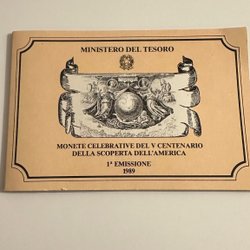 MINISTERO DEL TESORO
MONETE CELEBRATIVE DEL V CENTENARIO
DELLA SCOPERTA DELL'AMERICA
1ª EMISSIONE
1989